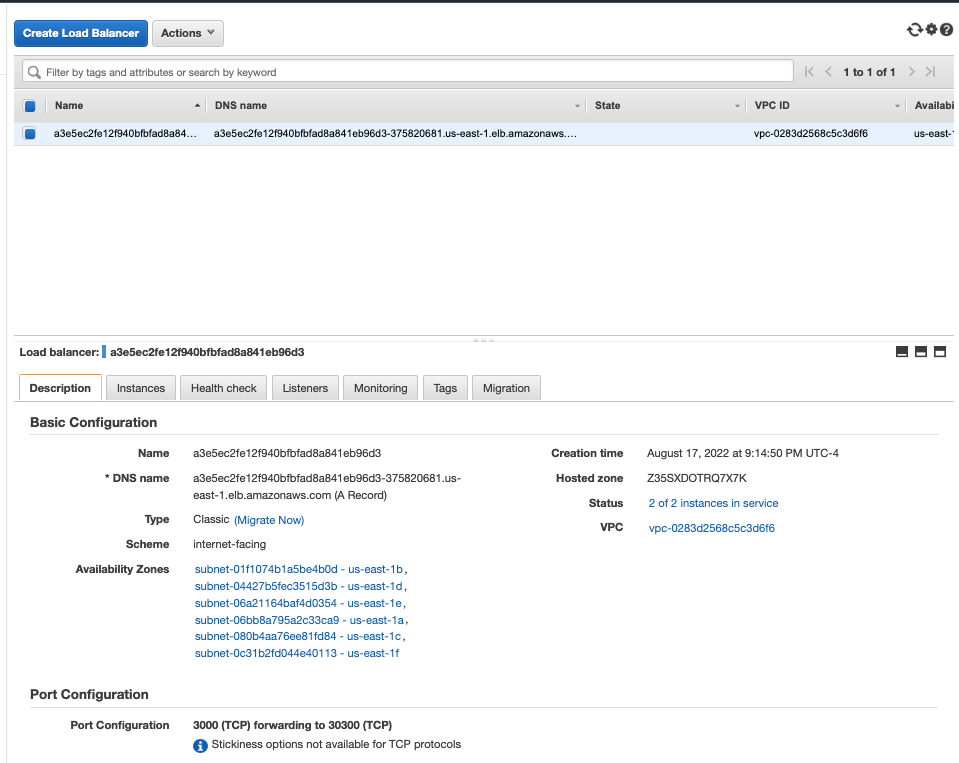 Create Load Balancer Actions
Filter by tags and attributes or search by keyword 1 to 1 of 1
Name DNS name State VPC ID Availabi
a3e5ec2fe12f940bfbfad8a84... a3e5ec2fe12f940bfbfad8a841eb96d3-375820681.us-east-1.elb.amazonaws.... vpc-0283d2568c5c3d6f6 us-east-1
Load balancer: a3e5ec2fe12f940bfbfad8a841eb96d3
Description Instances Health check Listeners Monitoring Tags Migration
Basic Configuration
Name a3e5ec2fe12f940bfbfad8a841eb96d3 Creation time August 17, 2022 at 9:14:50 PM UTC-4
* DNS name a3e5ec2fe12f940bfbfad8a841eb96d3-375820681.us- Hosted zone Z35SXDOTRQ7X7K
east-1.elb.amazonaws.com (A Record)
Status 2 of 2 instances in service
Type Classic (Migrate Now)
VPC vpc-0283d2568c5c3d6f6
Scheme internet-facing
Availability Zones subnet-01f1074b1a5be4b0d - us-east-1b,
subnet-04427b5fec3515d3b - us-east-1d,
subnet-06a21164baf4d0354 - us-east-1e,
subnet-06bb8a795a2c33ca9 - us-east-1a,
subnet-080b4aa76ee81fd84 - us-east-1c,
subnet-0c31b2fd044e40113 - us-east-1f
Port Configuration
Port Configuration 3000 (TCP) forwarding to 30300 (TCP)
Stickiness options not available for TCP protocols